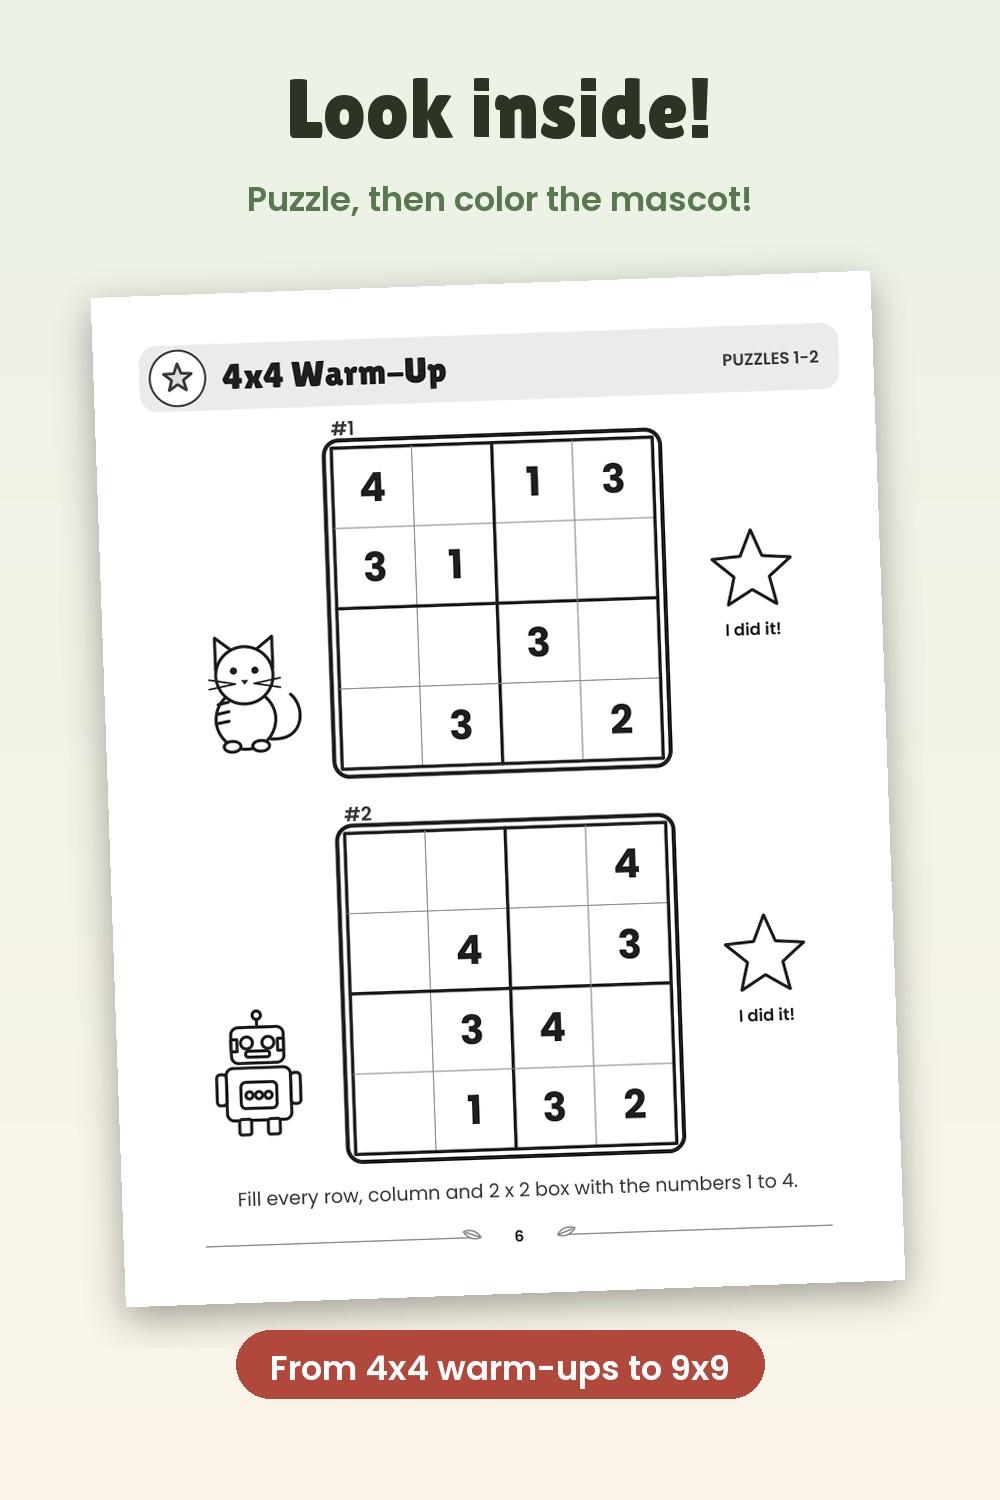 Look inside!
Puzzle, then color the mascot!
4x4 Warm-Up
PUZZLES 1-2
#1
4 1 3
3 1
3
3 2
I did it!
#2
4
4 3
3 4
1 3 2
I did it!
Fill every row, column and 2 x 2 box with the numbers 1 to 4.
6
From 4x4 warm-ups to 9x9